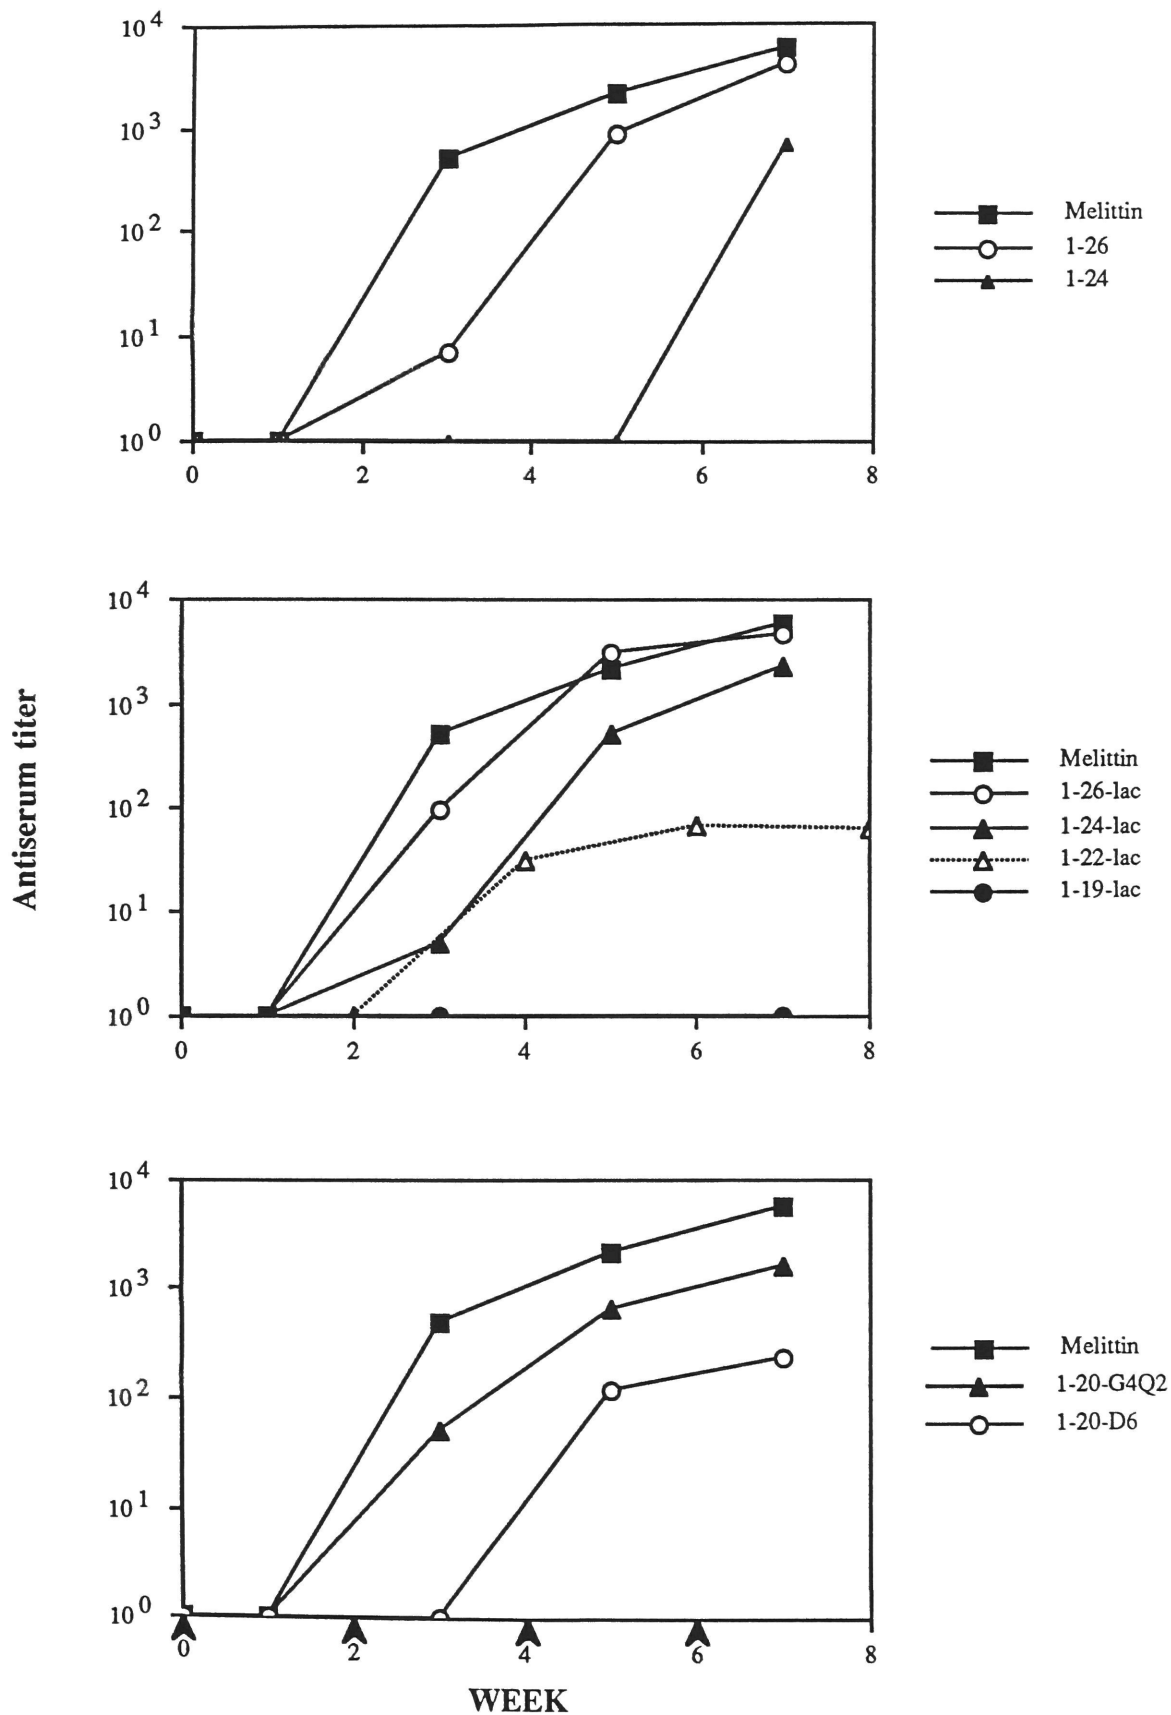 10^4
10^3
10^2
10^1
10^0
0 2 4 6 8
Melittin
1-26
1-24
Antiserum titer
10^4
10^3
10^2
10^1
10^0
0 2 4 6 8
Melittin
1-26-lac
1-24-lac
1-22-lac
1-19-lac
10^4
10^3
10^2
10^1
10^0
0 2 4 6 8
Melittin
1-20-G4Q2
1-20-D6
WEEK